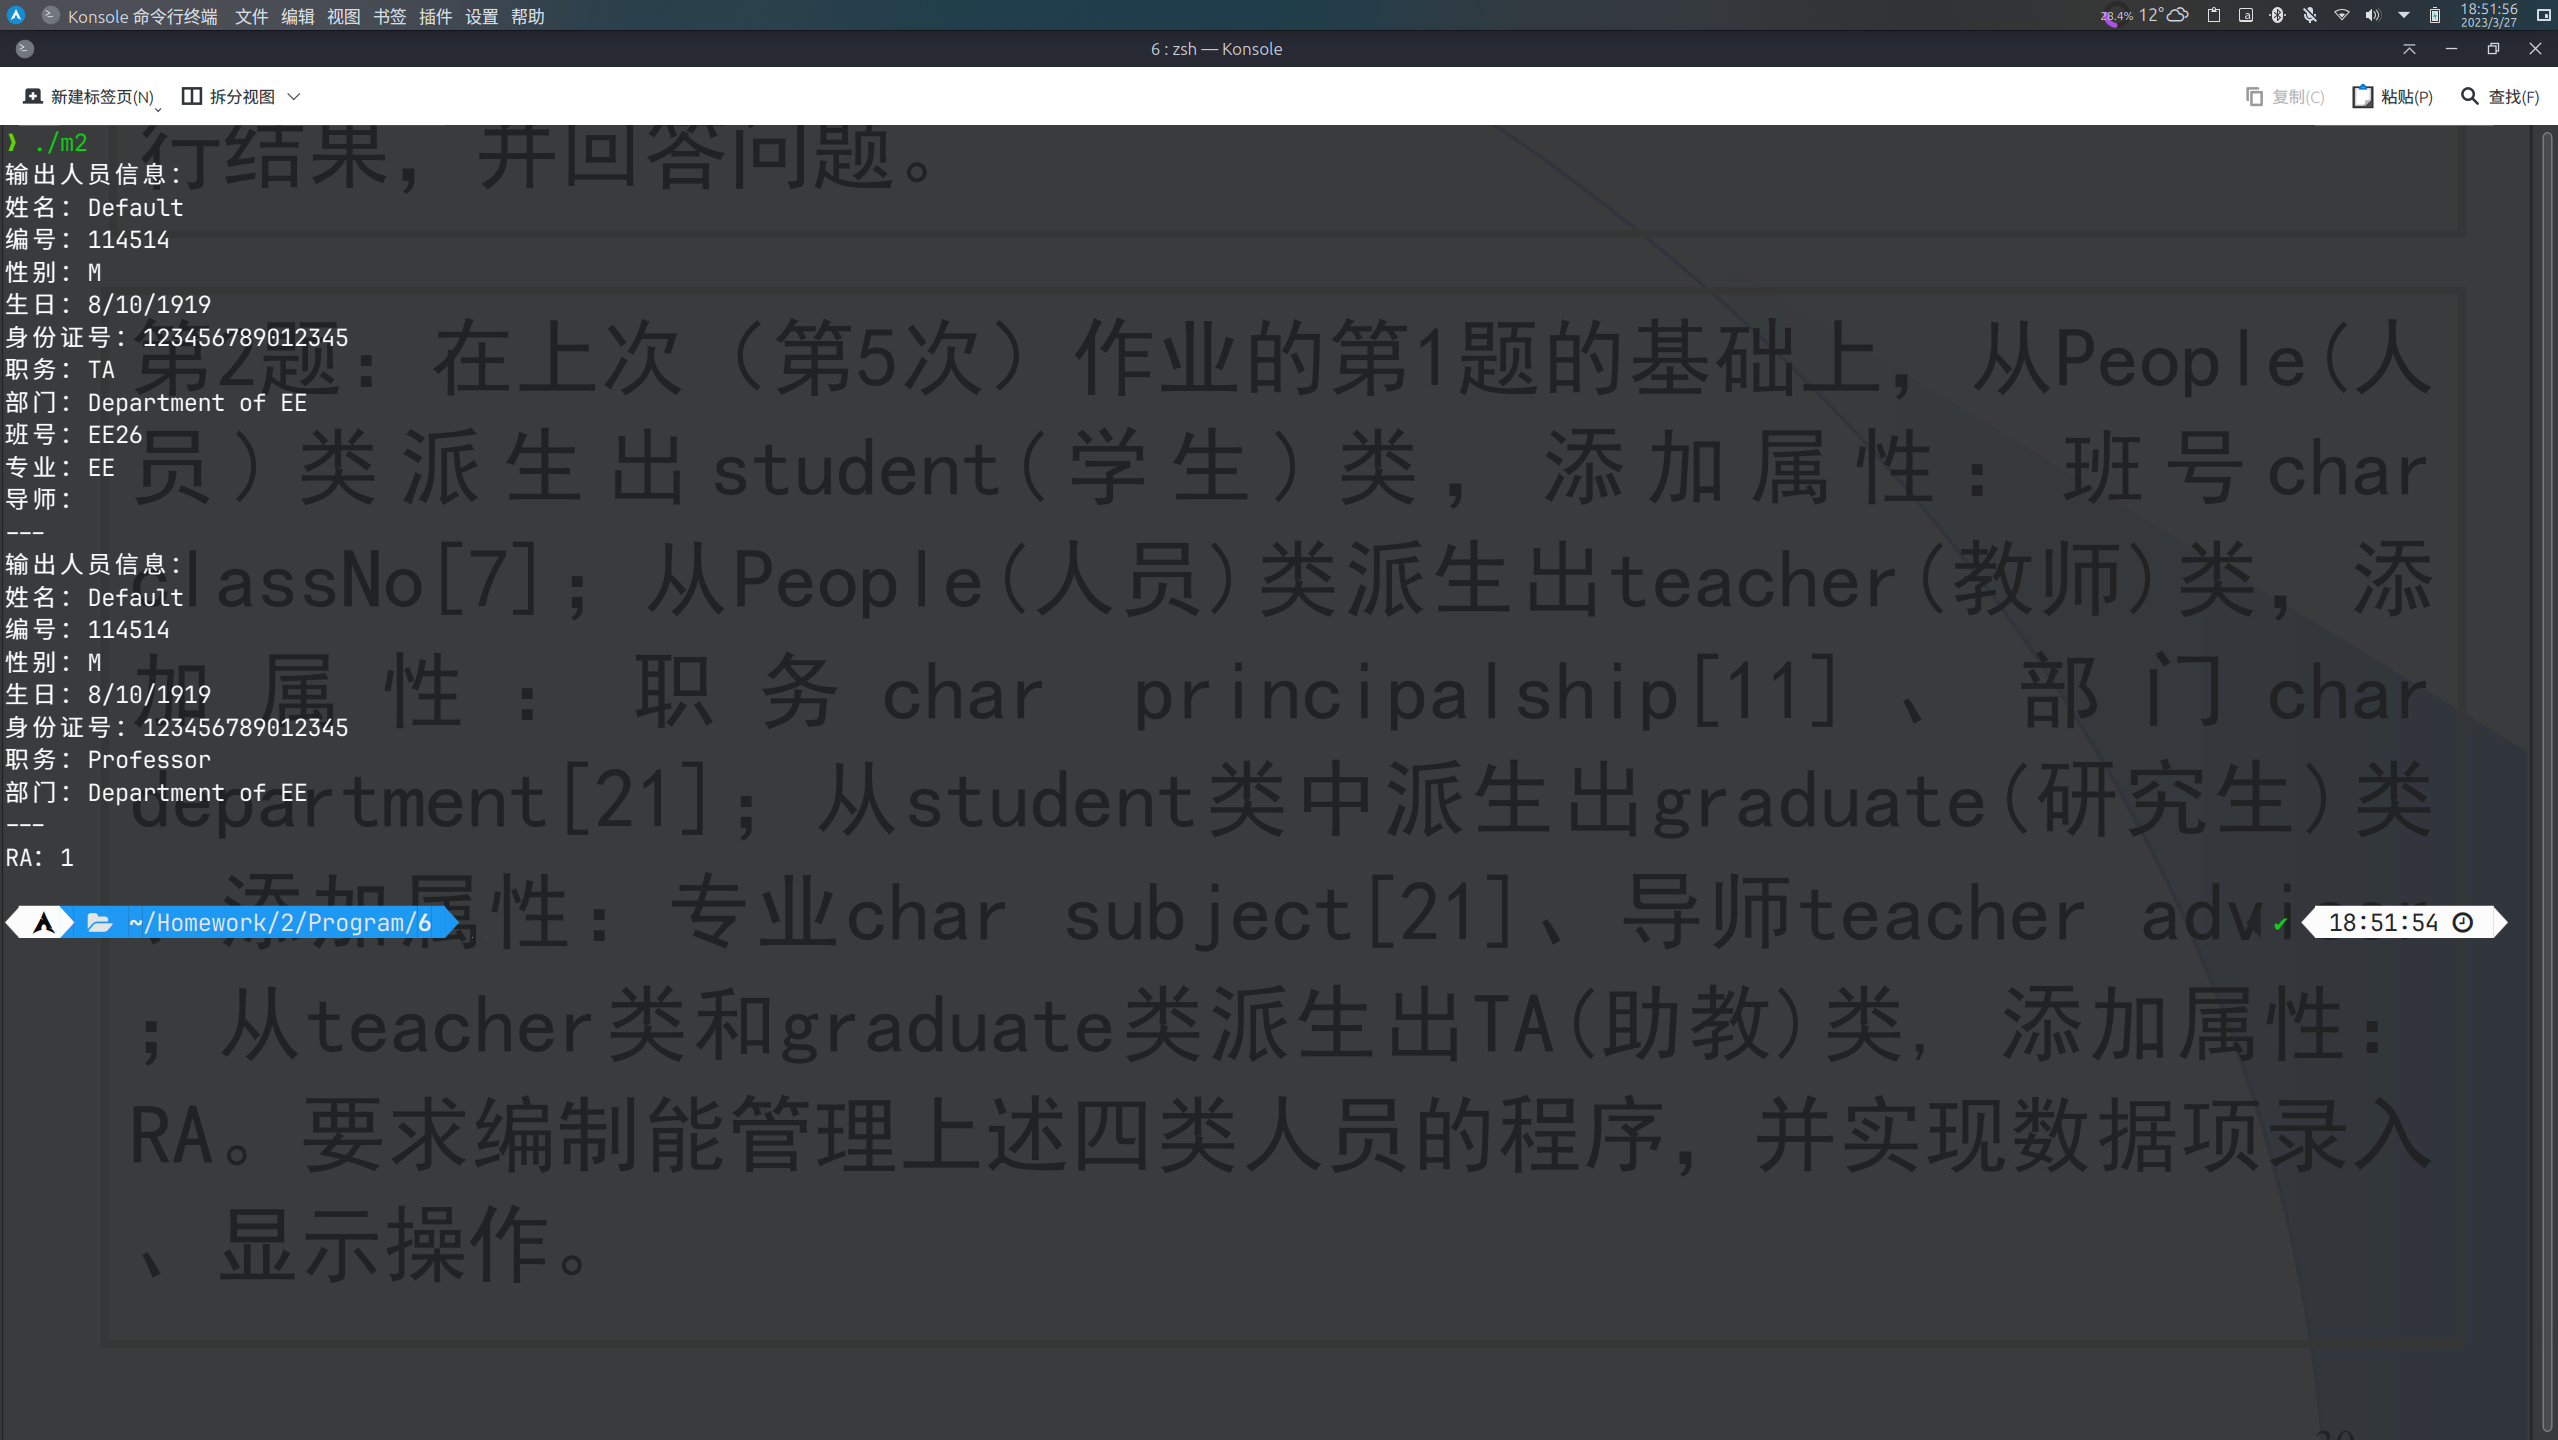 Konsole 命令行终端 文件 编辑 视图 书签 插件 设置 帮助
28.4% 12° 18:51:56
2023/3/27
6 : zsh — Konsole
新建标签页(N) 拆分视图 复制(C) 粘贴(P) 查找(F)
❱ ./m2
输出人员信息：
姓名：Default
编号：114514
性别：M
生日：8/10/1919
身份证号：123456789012345
职务：TA
部门：Department of EE
班号：EE26
专业：EE
导师：
---
输出人员信息：
姓名：Default
编号：114514
性别：M
生日：8/10/1919
身份证号：123456789012345
职务：Professor
部门：Department of EE
---
RA：1
~/Homework/2/Program/6 ✔ 18:51:54
行结果，并回答问题。
第2题：在上次（第5次）作业的第1题的基础上，从People(人
员)类派生出student(学生)类，添加属性：班号char
classNo[7]；从People(人员)类派生出teacher(教师)类，添
加属性：职务char principalship[11]、部门char
department[21]；从student类中派生出graduate(研究生)类
，添加属性：专业char subject[21]、导师teacher adviser
；从teacher类和graduate类派生出TA(助教)类，添加属性：
RA。要求编制能管理上述四类人员的程序，并实现数据项录入
、显示操作。